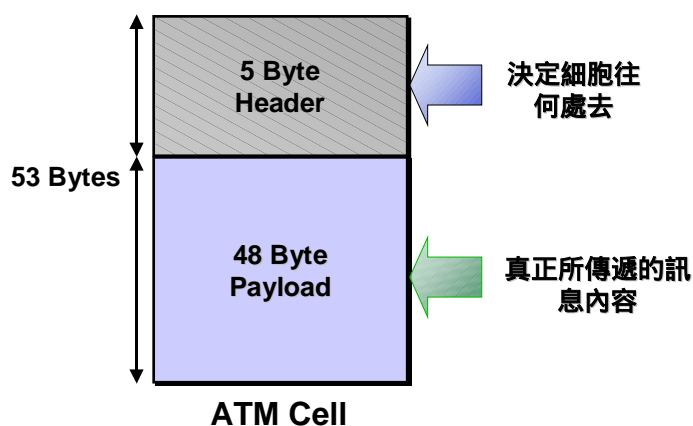 5 Byte
Header
決定細胞往
何處去
53 Bytes
48 Byte
Payload
真正所傳遞的訊
息內容
ATM Cell